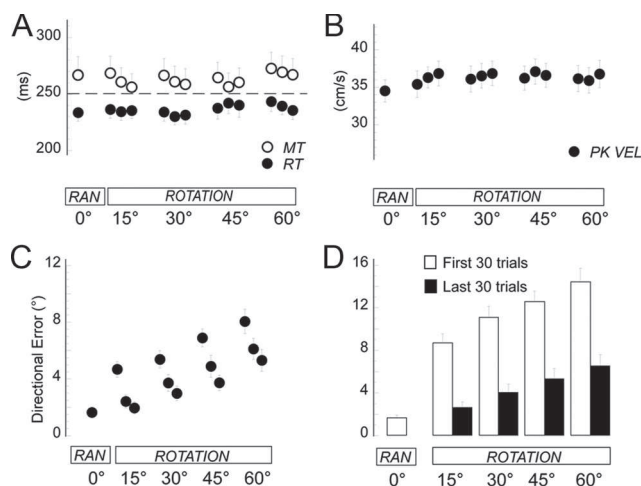 A
300
(ms)
250
200
MT
RT
RAN ROTATION
0° 15° 30° 45° 60°
B
40
(cm/s)
35
30
PK VEL
RAN ROTATION
0° 15° 30° 45° 60°
C
12
Directional Error (°)
8
4
0
RAN ROTATION
0° 15° 30° 45° 60°
D
16
First 30 trials
Last 30 trials
12
8
4
0
RAN ROTATION
0° 15° 30° 45° 60°